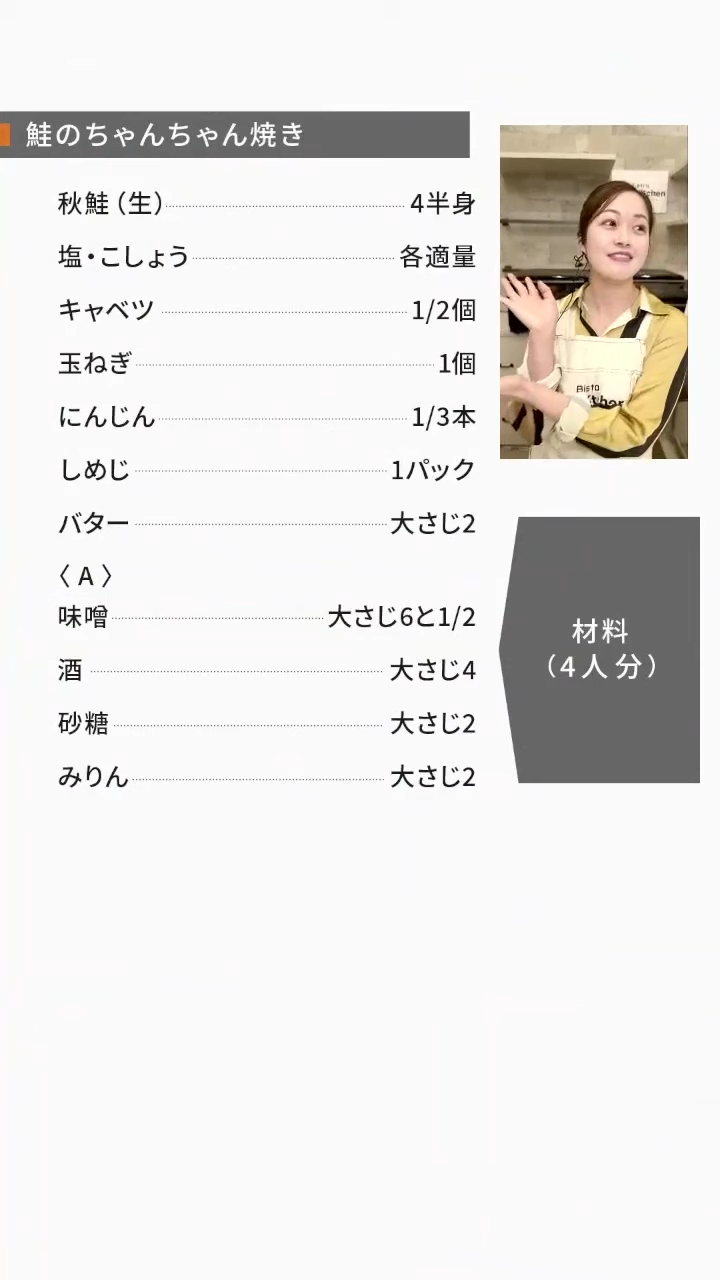 鮭のちゃんちゃん焼き
秋鮭（生） 4半身
塩・こしょう 各適量
キャベツ 1/2個
玉ねぎ 1個
にんじん 1/3本
しめじ 1パック
バター 大さじ2
〈 A 〉
味噌 大さじ6と1/2
酒 大さじ4
砂糖 大さじ2
みりん 大さじ2
材料
（4人分）
Bisto